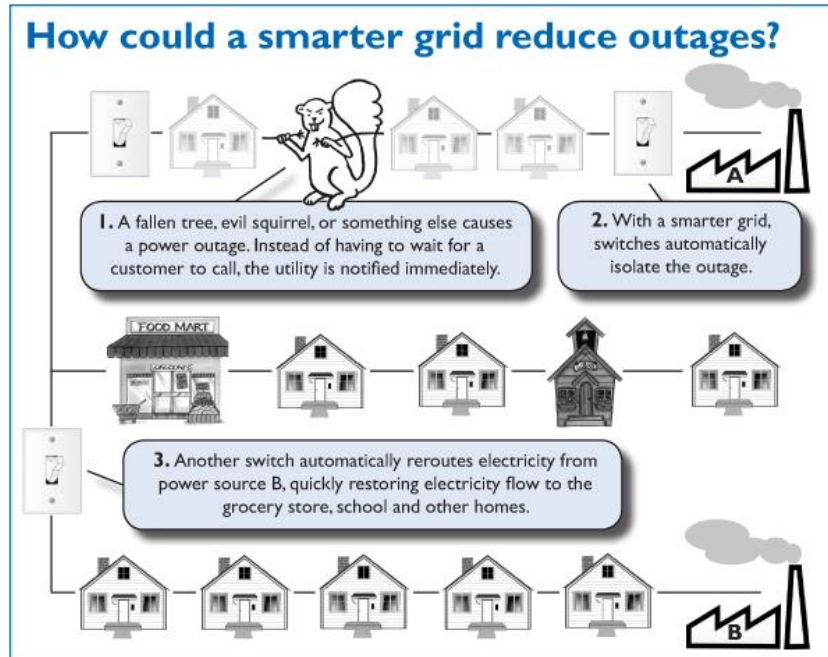 How could a smarter grid reduce outages?
A
1. A fallen tree, evil squirrel, or something else causes
a power outage. Instead of having to wait for a
customer to call, the utility is notified immediately.
2. With a smarter grid,
switches automatically
isolate the outage.
FOOD MART
3. Another switch automatically reroutes electricity from
power source B, quickly restoring electricity flow to the
grocery store, school and other homes.
B